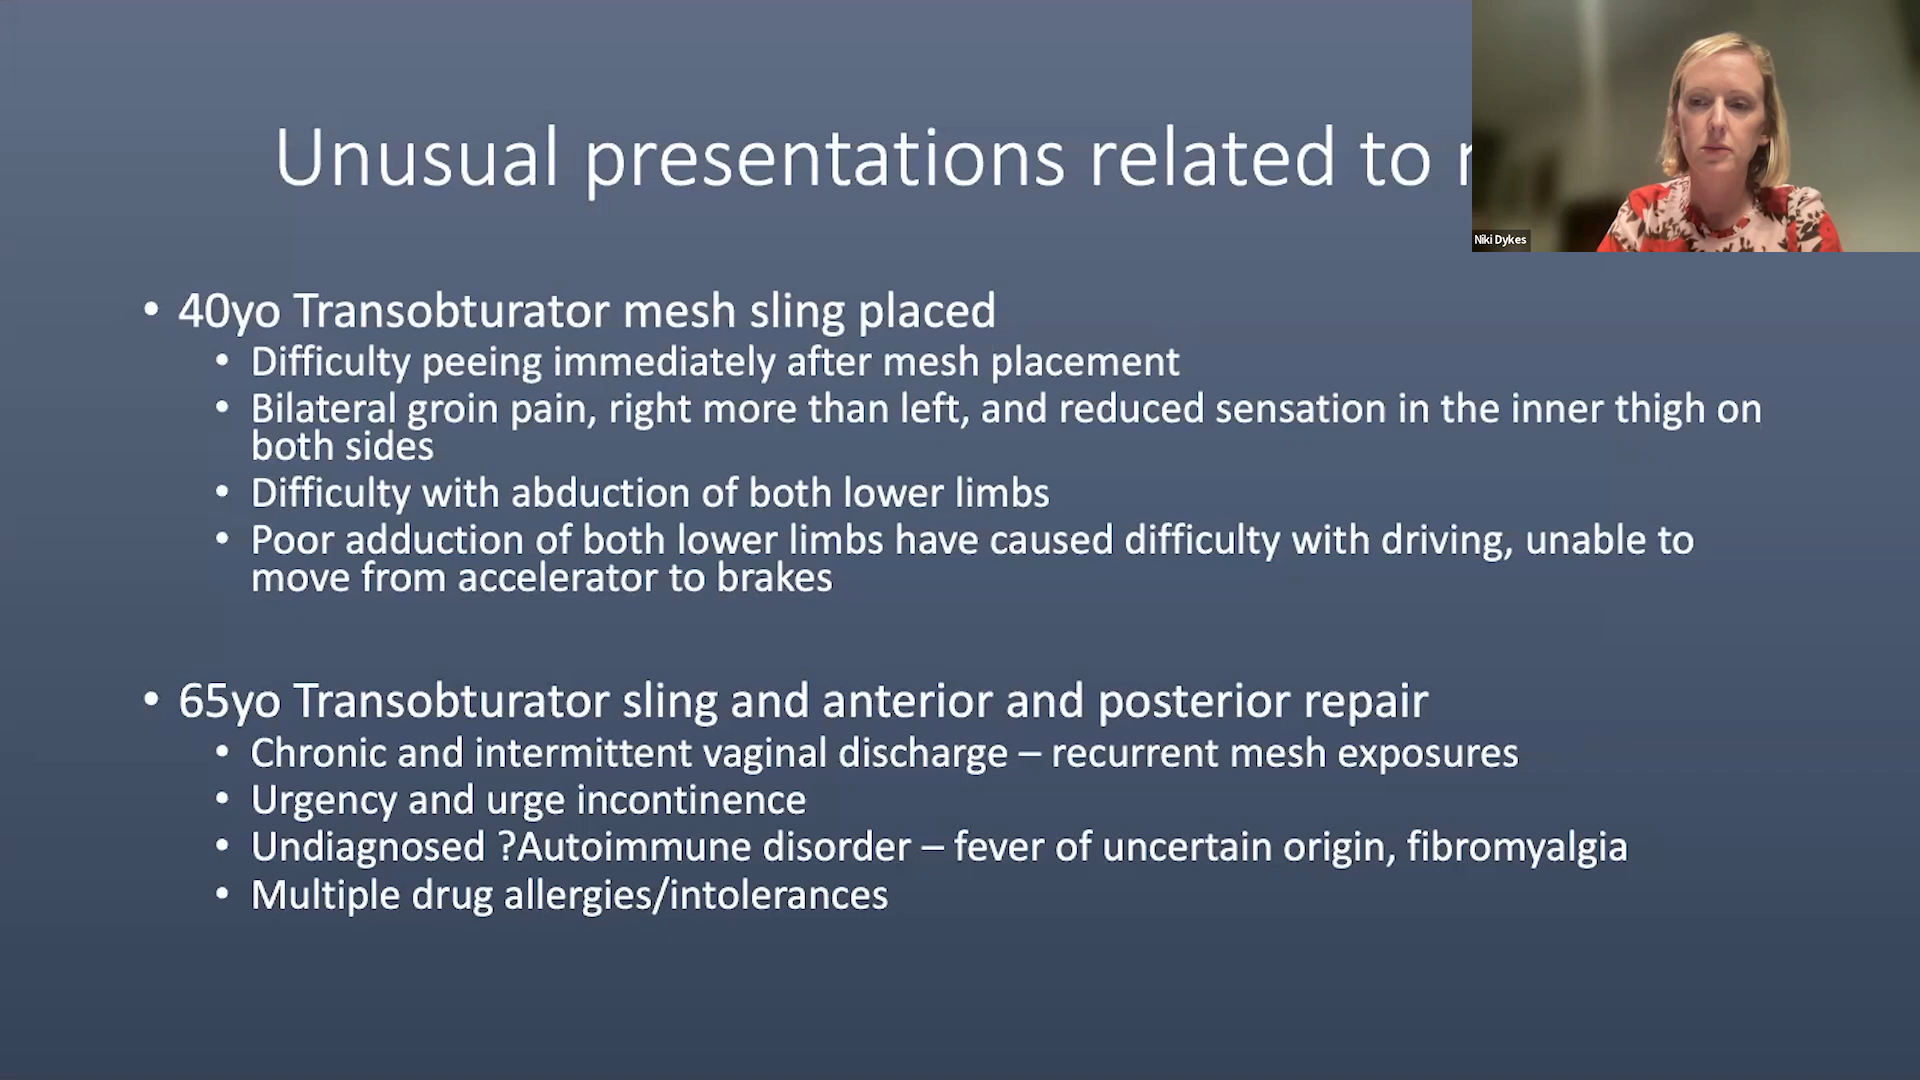 Unusual presentations related to
Niki Dykes
• 40yo Transobturator mesh sling placed
• Difficulty peeing immediately after mesh placement
• Bilateral groin pain, right more than left, and reduced sensation in the inner thigh on
both sides
• Difficulty with abduction of both lower limbs
• Poor adduction of both lower limbs have caused difficulty with driving, unable to
move from accelerator to brakes
• 65yo Transobturator sling and anterior and posterior repair
• Chronic and intermittent vaginal discharge – recurrent mesh exposures
• Urgency and urge incontinence
• Undiagnosed ?Autoimmune disorder – fever of uncertain origin, fibromyalgia
• Multiple drug allergies/intolerances